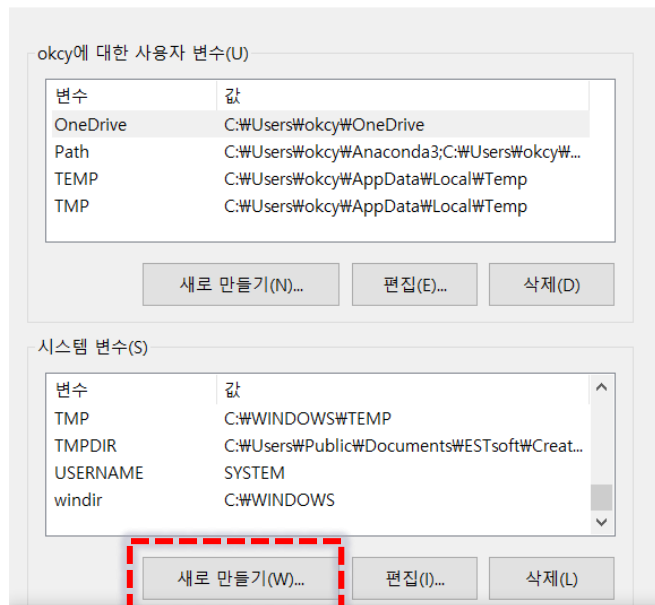 okcy에 대한 사용자 변수(U)
변수 값
OneDrive C:₩Users₩okcy₩OneDrive
Path C:₩Users₩okcy₩Anaconda3;C:₩Users₩okcy₩...
TEMP C:₩Users₩okcy₩AppData₩Local₩Temp
TMP C:₩Users₩okcy₩AppData₩Local₩Temp
새로 만들기(N)... 편집(E)... 삭제(D)
시스템 변수(S)
변수 값
TMP C:₩WINDOWS₩TEMP
TMPDIR C:₩Users₩Public₩Documents₩ESTsoft₩Creat...
USERNAME SYSTEM
windir C:₩WINDOWS
새로 만들기(W)... 편집(I)... 삭제(L)